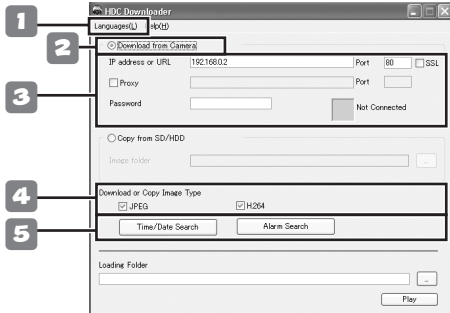 HDC Downloader
1
Languages(L) elp(H)
2
Download from Camera
IP address or URL 192.168.0.2 Port 80 SSL
3
Proxy Port
Password Not Connected
Copy from SD/HDD
Image folder ...
4
Download or Copy Image Type
JPEG H.264
5
Time/Date Search Alarm Search
Loading Folder
...
Play